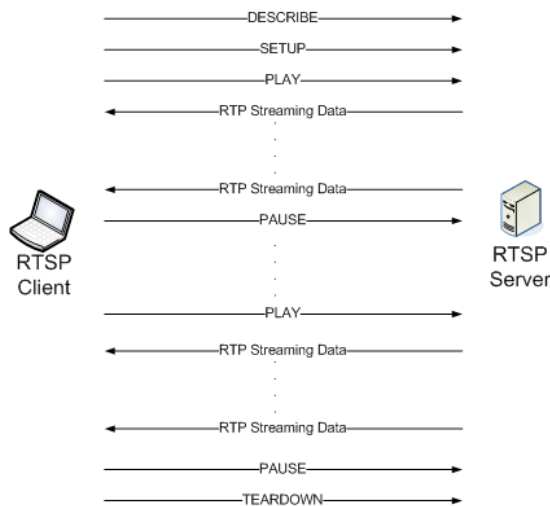 DESCRIBE
SETUP
PLAY
RTP Streaming Data
RTP Streaming Data
PAUSE
RTSP
Client
RTSP
Server
PLAY
RTP Streaming Data
RTP Streaming Data
PAUSE
TEARDOWN